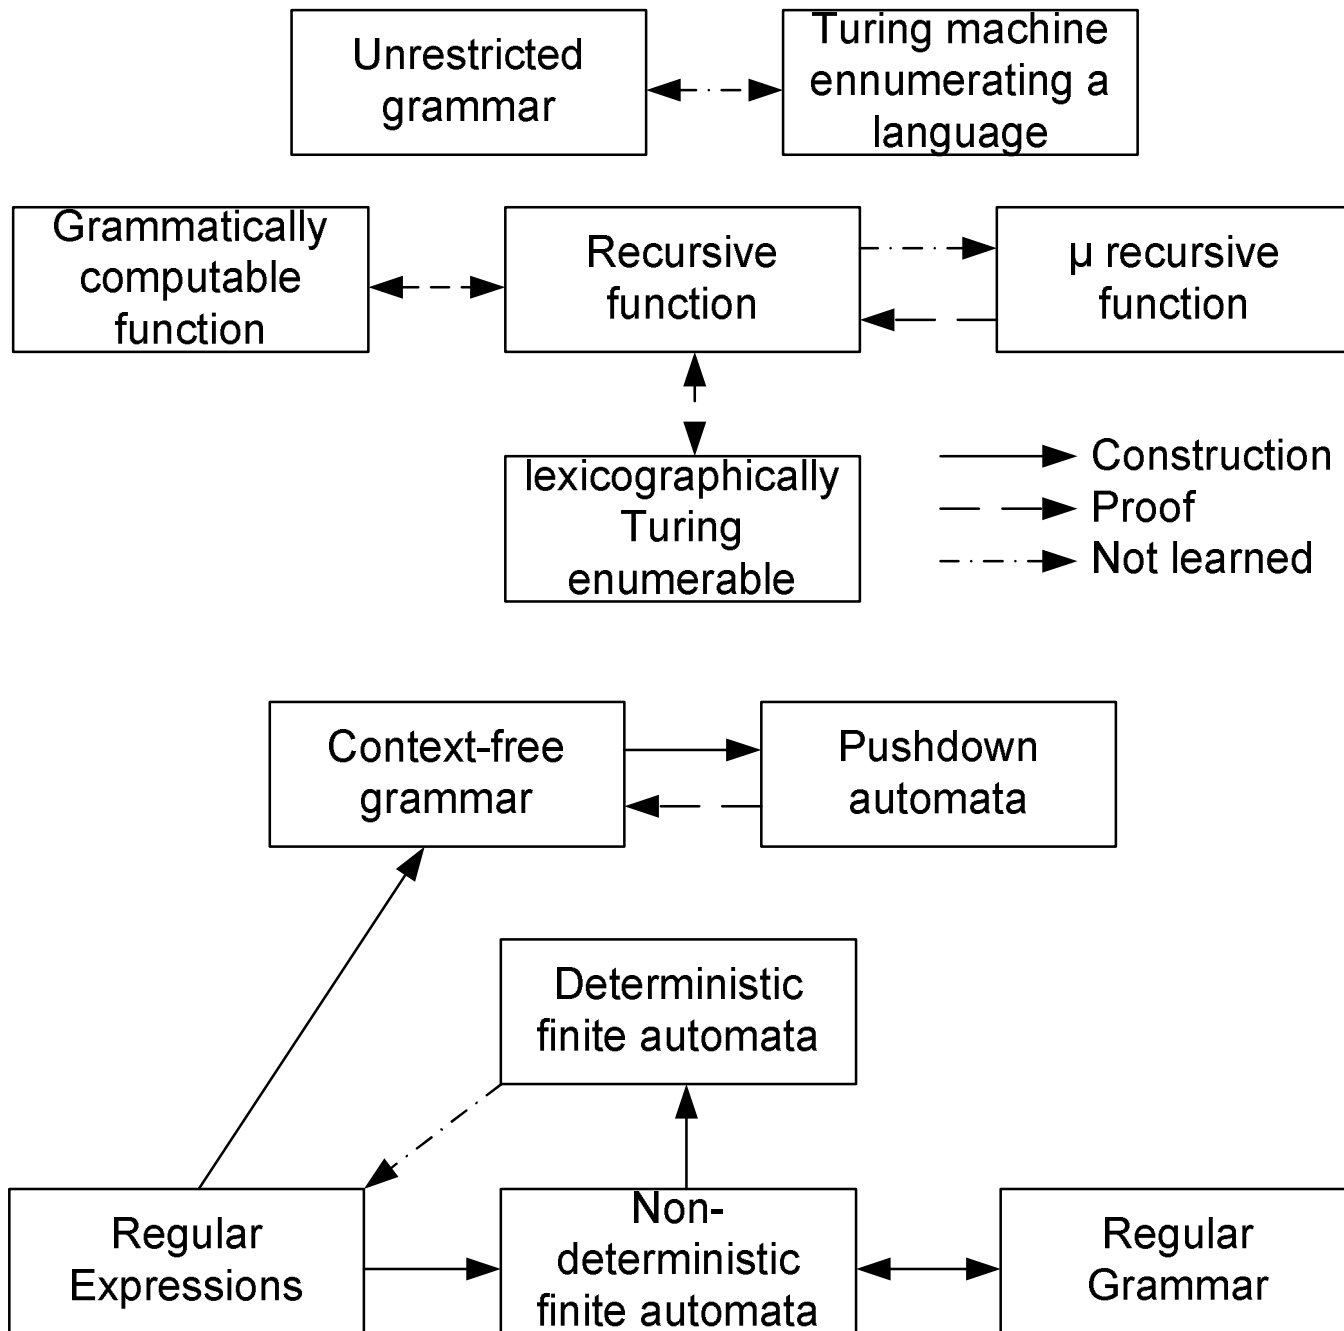 Unrestricted
grammar
Turing machine
ennumerating a
language
Grammatically
computable
function
Recursive
function
µ recursive
function
lexicographically
Turing
enumerable
Construction
Proof
Not learned
Context-free
grammar
Pushdown
automata
Deterministic
finite automata
Regular
Expressions
Non-
deterministic
finite automata
Regular
Grammar